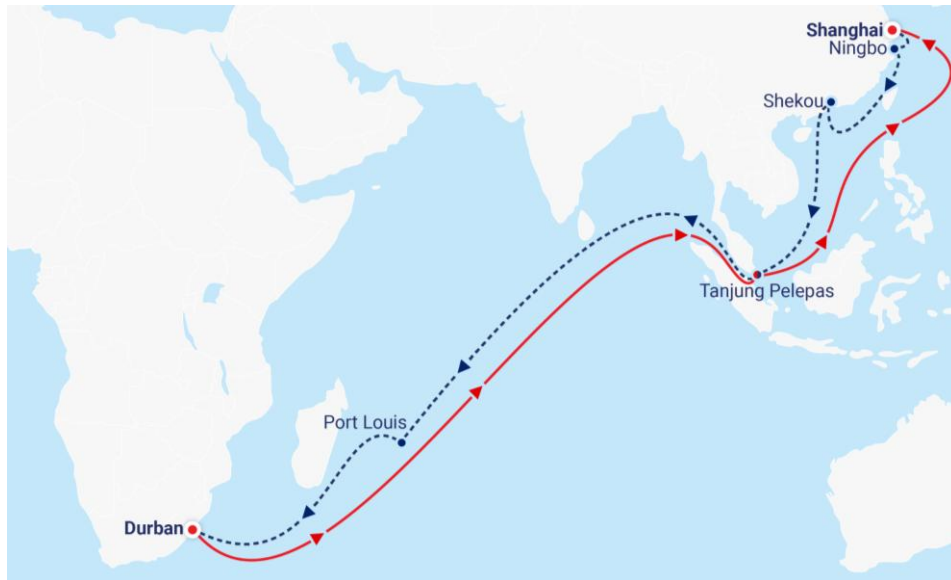 Shanghai
Ningbo
Shekou
Tanjung Pelepas
Port Louis
Durban